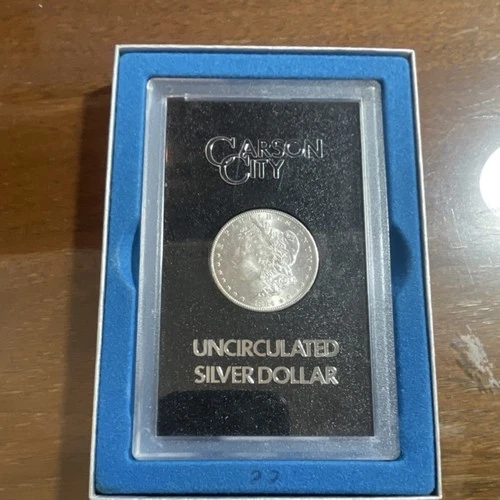 CARSON
CITY
UNCIRCULATED
SILVER DOLLAR